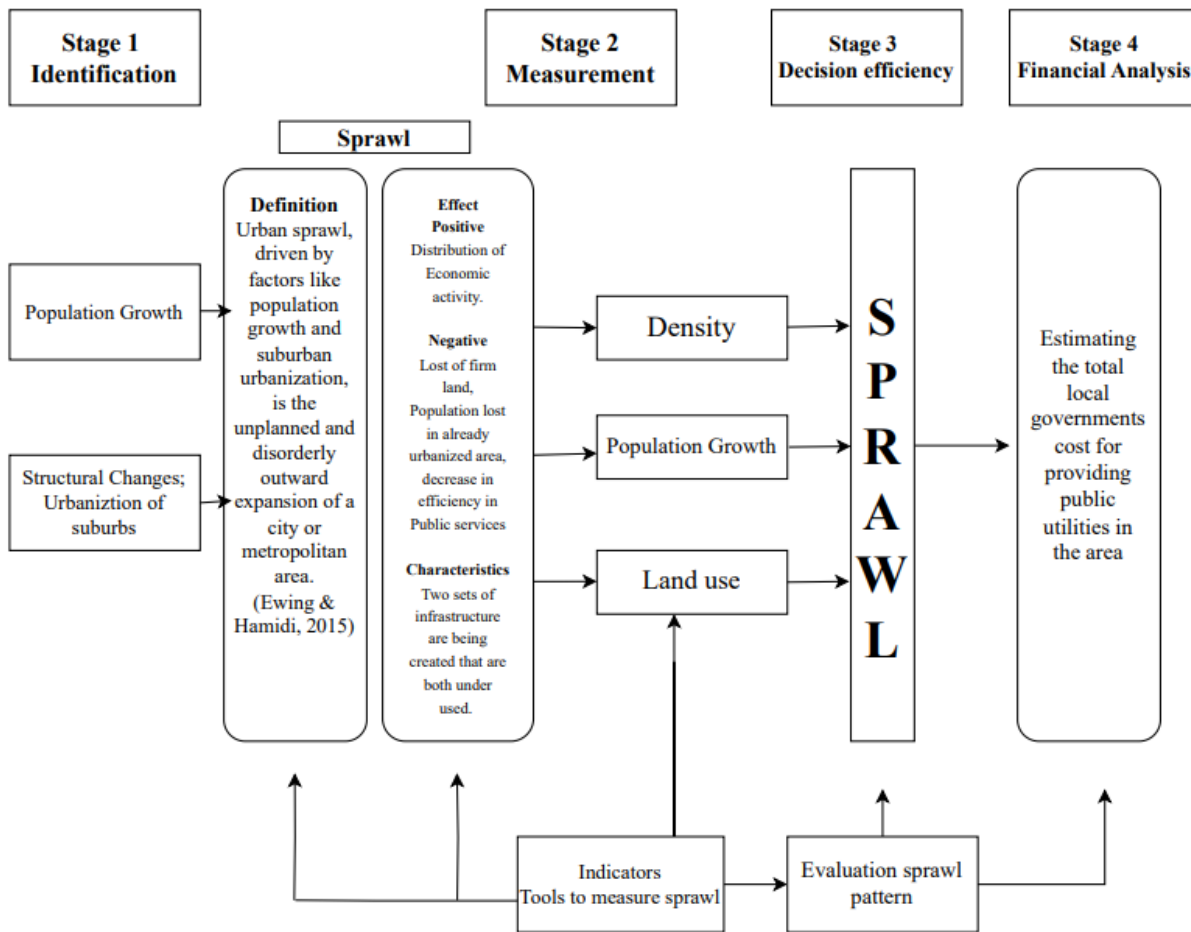 Stage 1
Identification
Stage 2
Measurement
Stage 3
Decision efficiency
Stage 4
Financial Analysis
Sprawl
Population Growth
Structural Changes;
Urbaniztion of
suburbs
Definition
Urban sprawl,
driven by
factors like
population
growth and
suburban
urbanization,
is the
unplanned and
disorderly
outward
expansion of a
city or
metropolitan
area.
(Ewing &
Hamidi, 2015)
Effect
Positive
Distribution of
Economic
activity.
Negative
Lost of firm
land,
Population lost
in already
urbanized area,
decrease in
efficiency in
Public services
Characteristics
Two sets of
infrastructure
are being
created that are
both under
used.
Density
Population Growth
Land use
S
P
R
A
W
L
Estimating
the total
local
governments
cost for
providing
public
utilities in
the area
Indicators
Tools to measure sprawl
Evaluation sprawl
pattern